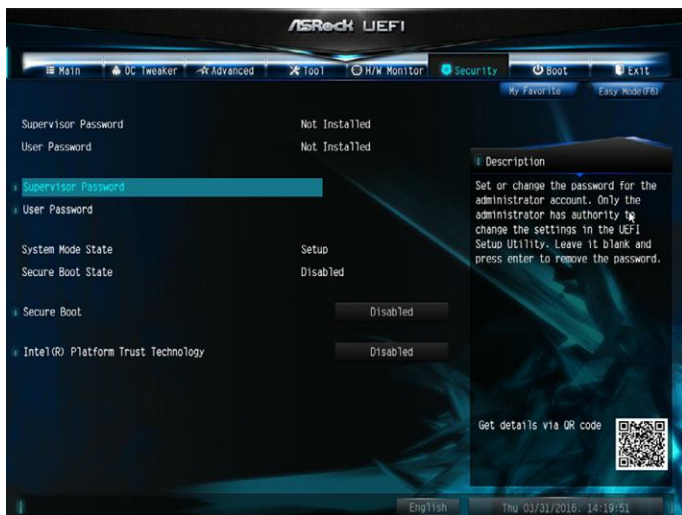 ASRock UEFI
Main OC Tweaker Advanced Tool H/W Monitor Security Boot Exit
My Favorite Easy Mode(F6)
Supervisor Password Not Installed
User Password Not Installed
Supervisor Password
User Password
System Mode State Setup
Secure Boot State Disabled
Secure Boot Disabled
Intel(R) Platform Trust Technology Disabled
Description
Set or change the password for the
administrator account. Only the
administrator has authority to
change the settings in the UEFI
Setup Utility. Leave it blank and
press enter to remove the password.
Get details via QR code
English Thu 03/31/2016. 14:19:51